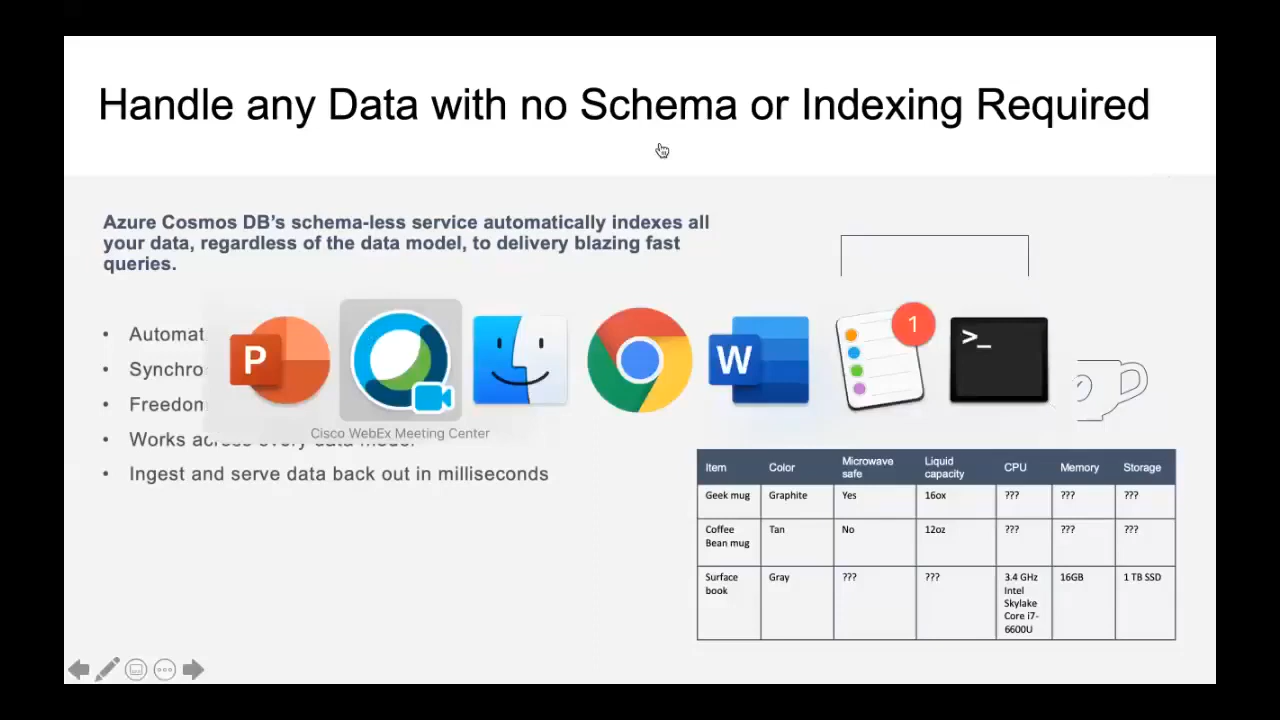 Handle any Data with no Schema or Indexing Required
Azure Cosmos DB's schema-less service automatically indexes all
your data, regardless of the data model, to delivery blazing fast
queries.
• Automat
• Synchro
• Freedon
• Works across every data model
• Ingest and serve data back out in milliseconds
P
W
1
>_
Cisco WebEx Meeting Center
Item Color Microwave safe Liquid capacity CPU Memory Storage
Geek mug Graphite Yes 16ox ??? ??? ???
Coffee Bean mug Tan No 12oz ??? ??? ???
Surface book Gray ??? ??? 3.4 GHz Intel Skylake Core i7-6600U 16GB 1 TB SSD